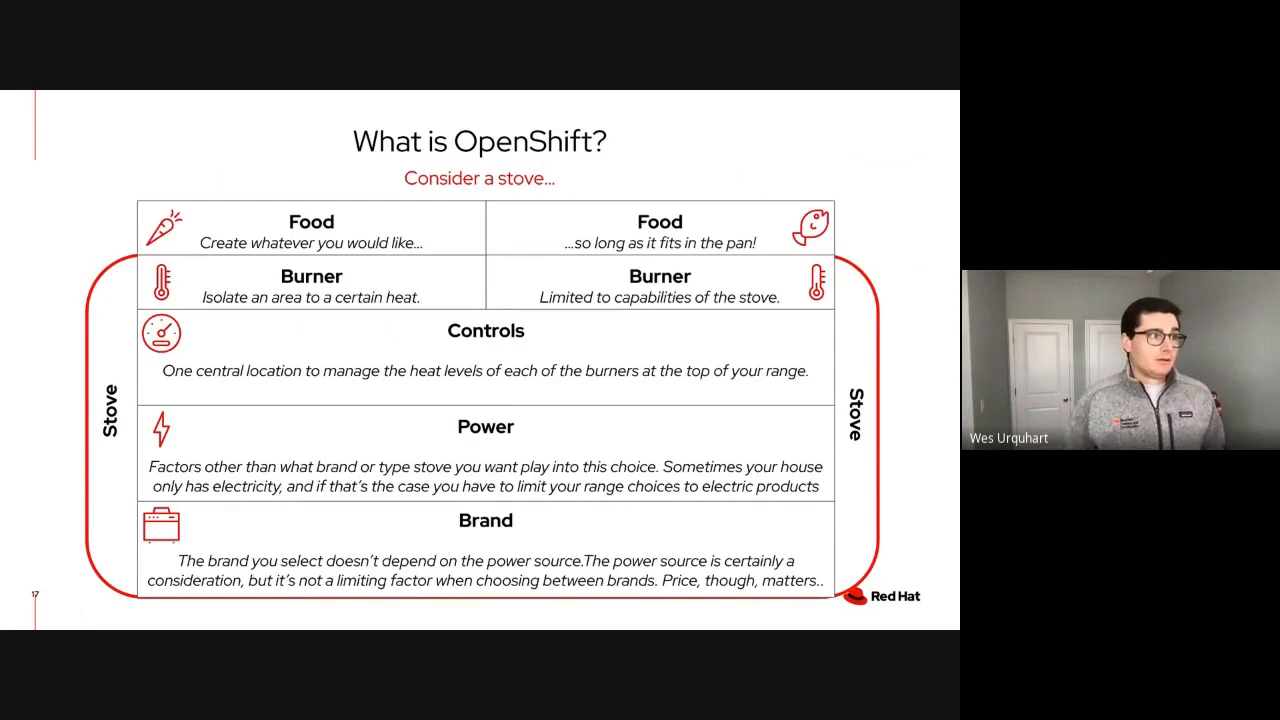 What is OpenShift?
Consider a stove...
Food
Create whatever you would like...
Food
...so long as it fits in the pan!
Burner
Isolate an area to a certain heat.
Burner
Limited to capabilities of the stove.
Controls
One central location to manage the heat levels of each of the burners at the top of your range.
Stove
Stove
Power
Factors other than what brand or type stove you want play into this choice. Sometimes your house
only has electricity, and if that's the case you have to limit your range choices to electric products
Brand
The brand you select doesn't depend on the power source.The power source is certainly a
consideration, but it's not a limiting factor when choosing between brands. Price, though, matters..
17
Red Hat
Wes Urquhart